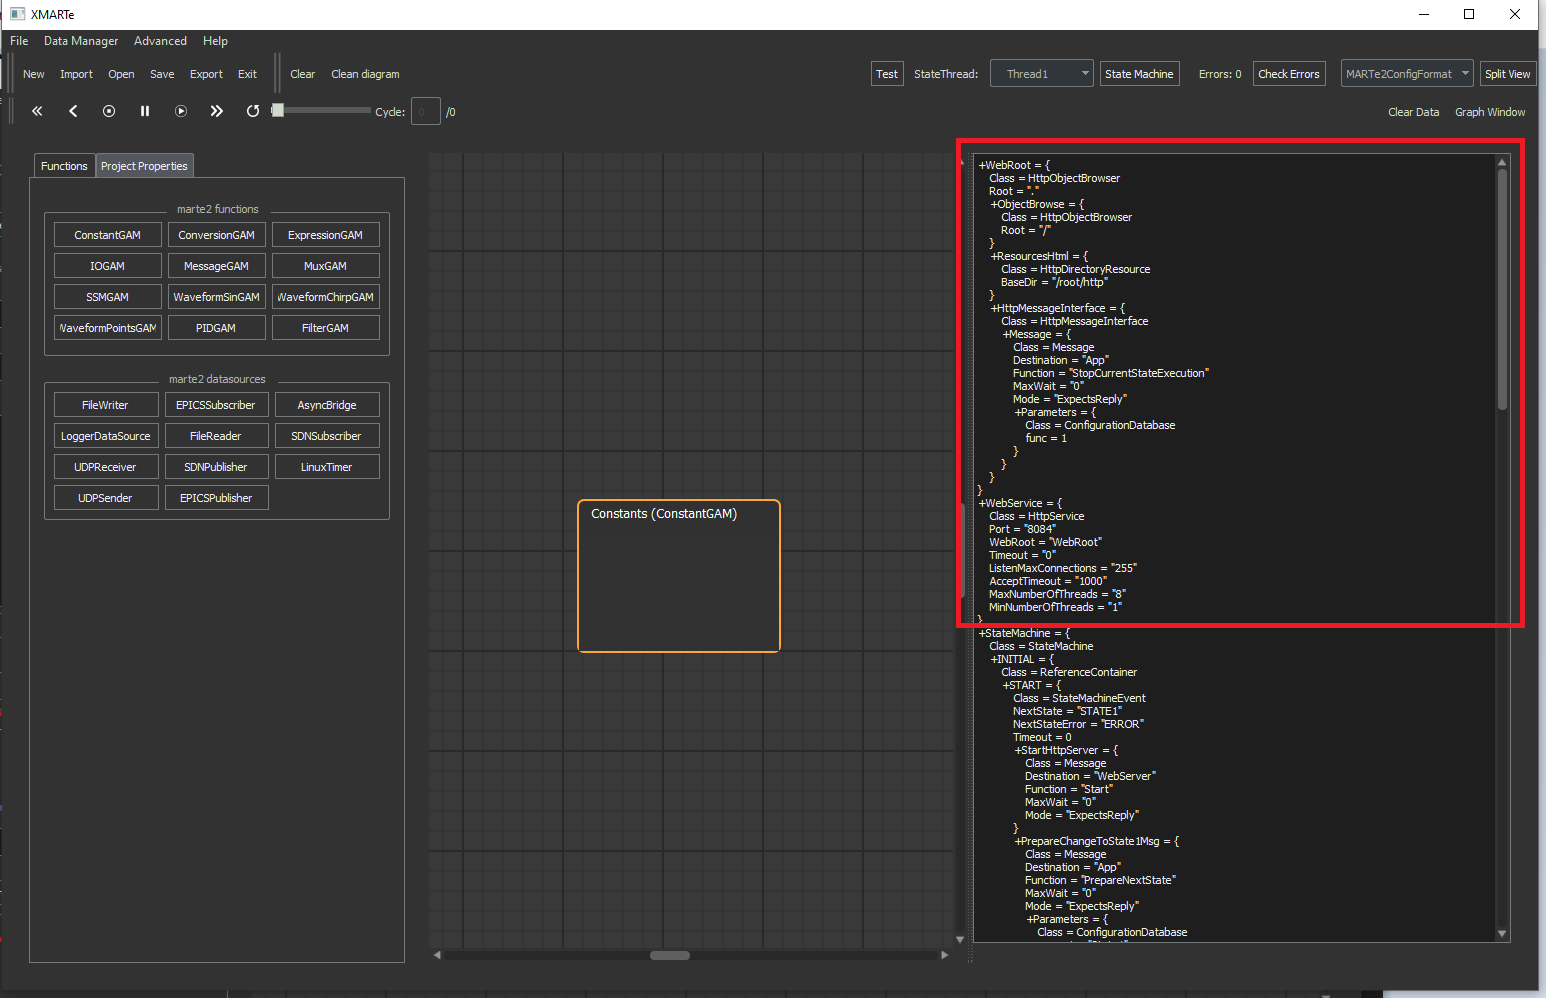 XMARTe
File Data Manager Advanced Help
New Import Open Save Export Exit Clear Clean diagram
Test StateThread: Thread1 State Machine Errors: 0 Check Errors MARTe2ConfigFormat Split View
Cycle: 0 /0
Clear Data Graph Window
Functions Project Properties
marte2 functions
ConstantGAM ConversionGAM ExpressionGAM
IOGAM MessageGAM MuxGAM
SSMGAM WaveformSinGAM WaveformChirpGAM
WaveformPointsGAM PIDGAM FilterGAM
marte2 datasources
FileWriter EPICSSubscriber AsyncBridge
LoggerDataSource FileReader SDNSubscriber
UDPReceiver SDNPublisher LinuxTimer
UDPSender EPICSPublisher
Constants (ConstantGAM)
+WebRoot = {
Class = HttpObjectBrowser
Root = "."
+ObjectBrowse = {
Class = HttpObjectBrowser
Root = "/"
}
+ResourcesHtml = {
Class = HttpDirectoryResource
BaseDir = "/root/http"
}
+HttpMessageInterface = {
Class = HttpMessageInterface
+Message = {
Class = Message
Destination = "App"
Function = "StopCurrentStateExecution"
MaxWait = "0"
Mode = "ExpectsReply"
+Parameters = {
Class = ConfigurationDatabase
func = 1
}
}
}
}
+WebService = {
Class = HttpService
Port = "8084"
WebRoot = "WebRoot"
Timeout = "0"
ListenMaxConnections = "255"
AcceptTimeout = "1000"
MaxNumberOfThreads = "8"
MinNumberOfThreads = "1"
}
+StateMachine = {
Class = StateMachine
+INITIAL = {
Class = ReferenceContainer
+START = {
Class = StateMachineEvent
NextState = "STATE1"
NextStateError = "ERROR"
Timeout = 0
+StartHttpServer = {
Class = Message
Destination = "WebServer"
Function = "Start"
MaxWait = "0"
Mode = "ExpectsReply"
}
+PrepareChangeToState1Msg = {
Class = Message
Destination = "App"
Function = "PrepareNextState"
MaxWait = "0"
Mode = "ExpectsReply"
+Parameters = {
Class = ConfigurationDatabase